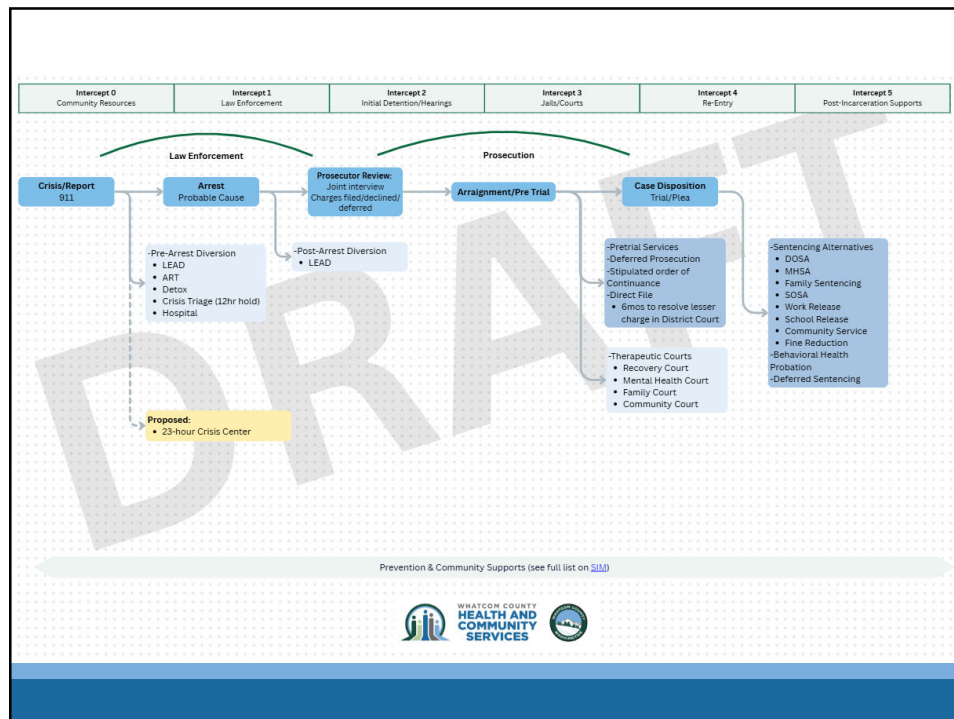 Intercept 0
Community Resources
Intercept 1
Law Enforcement
Intercept 2
Initial Detention/Hearings
Intercept 3
Jails/Courts
Intercept 4
Re-Entry
Intercept 5
Post-Incarceration Supports
Law Enforcement
Prosecution
Crisis/Report
911
Arrest
Probable Cause
Prosecutor Review:
Joint interview
Charges filed/declined/
deferred
Arraignment/Pre Trial
Case Disposition
Trial/Plea
-Pre-Arrest Diversion
• LEAD
• ART
• Detox
• Crisis Triage (12hr hold)
• Hospital
-Post-Arrest Diversion
• LEAD
-Pretrial Services
-Deferred Prosecution
-Stipulated order of
Continuance
-Direct File
• 6mos to resolve lesser
charge in District Court
-Therapeutic Courts
• Recovery Court
• Mental Health Court
• Family Court
• Community Court
-Sentencing Alternatives
• DOSA
• MHSA
• Family Sentencing
• SOSA
• Work Release
• School Release
• Community Service
• Fine Reduction
-Behavioral Health
Probation
-Deferred Sentencing
Proposed:
• 23-hour Crisis Center
DRAFT
Prevention & Community Supports (see full list on SIM)
WHATCOM COUNTY
HEALTH AND
COMMUNITY
SERVICES